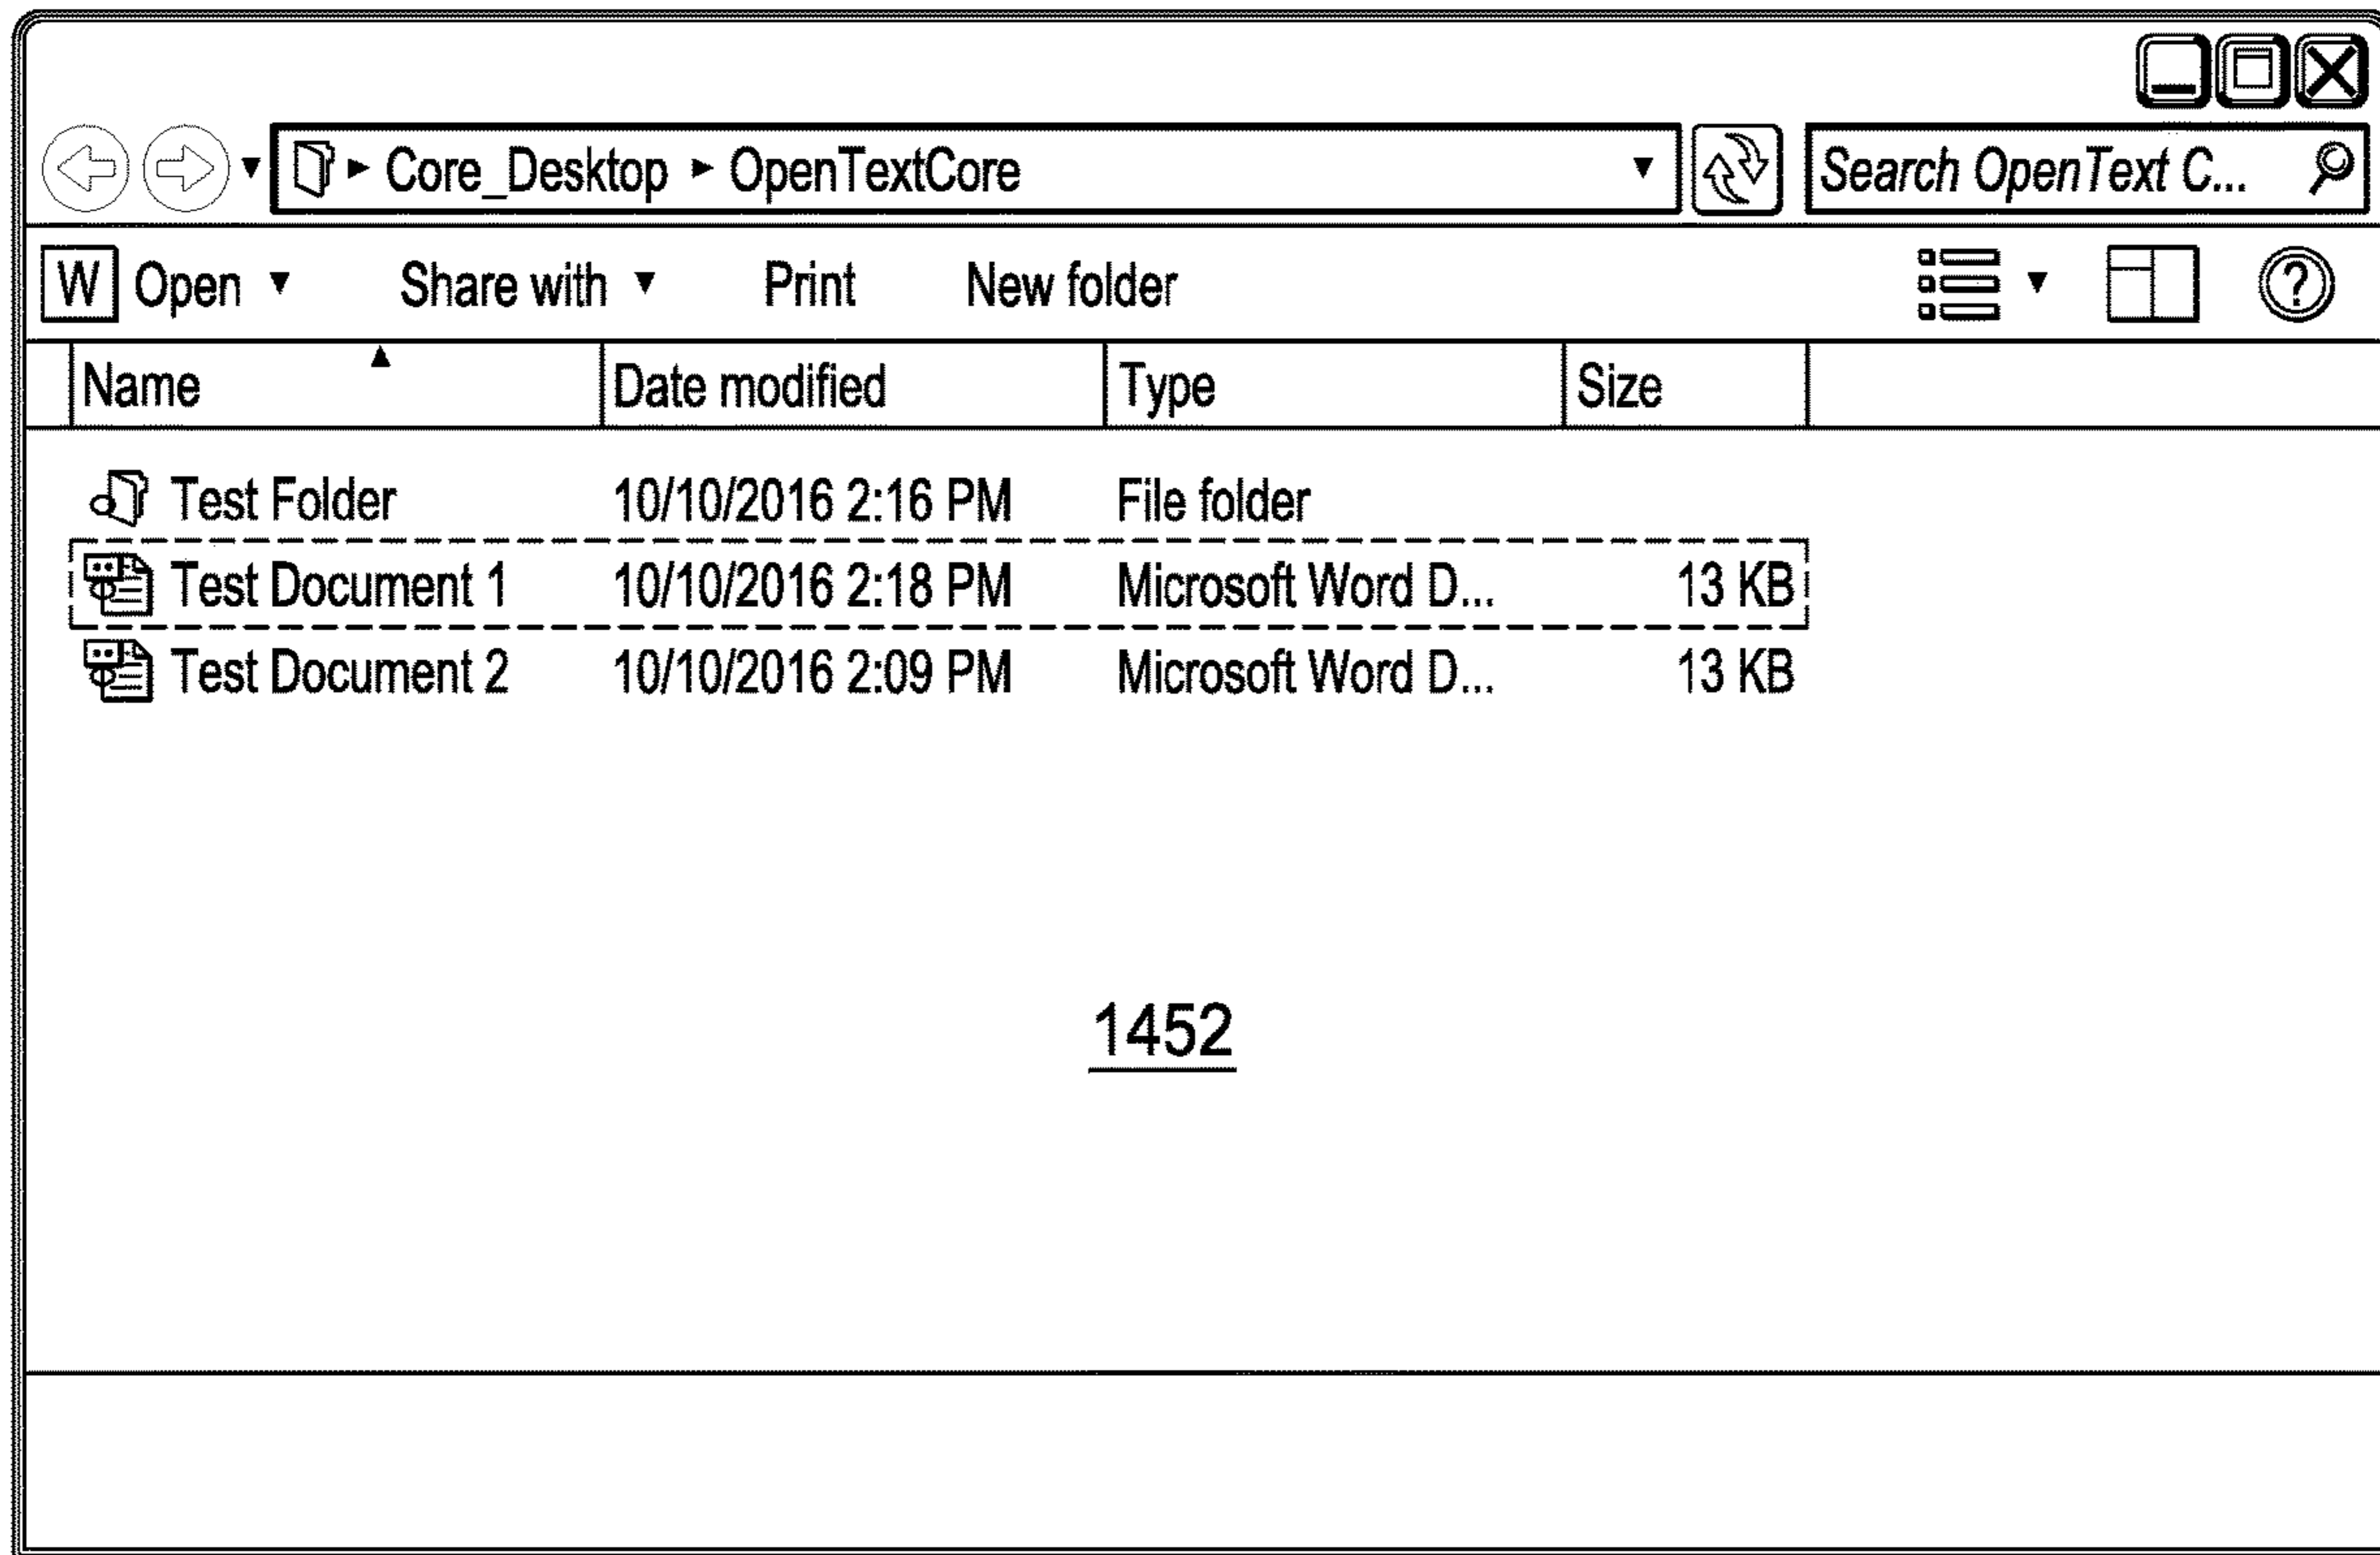 Core_Desktop ▸ OpenTextCore Search OpenText C...
W Open Share with Print New folder ?
Name Date modified Type Size
Test Folder 10/10/2016 2:16 PM File folder
Test Document 1 10/10/2016 2:18 PM Microsoft Word D... 13 KB
Test Document 2 10/10/2016 2:09 PM Microsoft Word D... 13 KB
1452